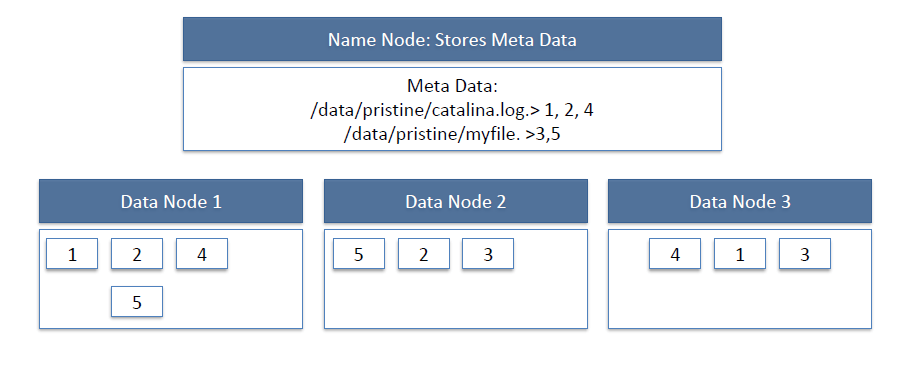 Name Node: Stores Meta Data
Meta Data:
/data/pristine/catalina.log.> 1, 2, 4
/data/pristine/myfile. >3,5
Data Node 1
Data Node 2
Data Node 3
1 2 4
5
5 2 3
4 1 3